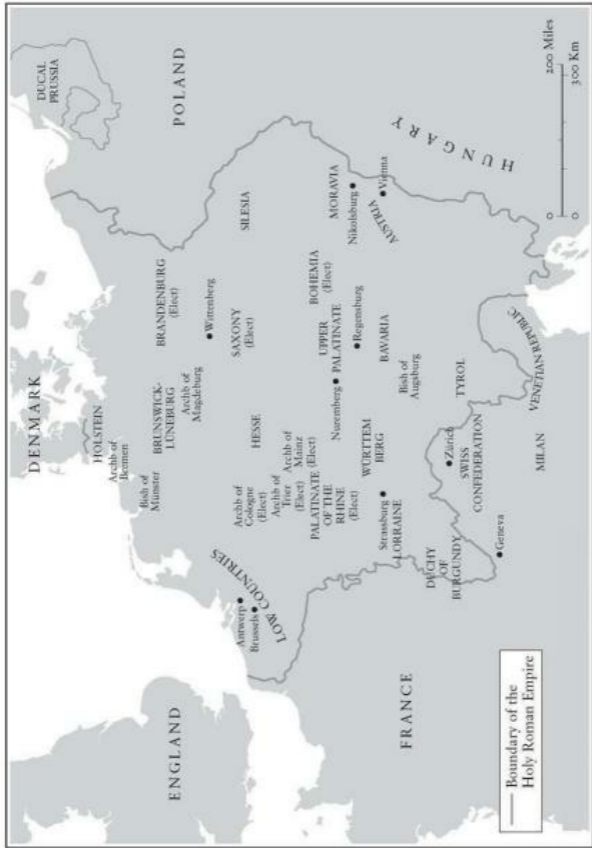 DENMARK
DUCAL
PRUSSIA
HOLSTEIN
Archb of
Bremen
ENGLAND
Bish of
Münster
BRUNSWICK-
LÜNEBURG
BRANDENBURG
(Elect)
POLAND
Archb of
Magdeburg
Wittenberg
LOW COUNTRIES
Antwerp
Brussels
Archb of
Cologne
(Elect)
HESSE
SAXONY
(Elect)
SILESIA
Archb of
Trier
(Elect)
Archb of
Mainz
(Elect)
PALATINATE
OF THE
RHINE
(Elect)
Nuremberg
UPPER
PALATINATE
BOHEMIA
(Elect)
MORAVIA
Regensburg
Nikolsburg
FRANCE
Strassburg
LORRAINE
WÜRTTEM
BERG
BAVARIA
AUSTRIA
Vienna
Bish of
Augsburg
DUCHY
OF
BURGUNDY
Zürich
SWISS
CONFEDERATION
TYROL
HUNGARY
Geneva
MILAN
VENETIAN REPUBLIC
Boundary of the
Holy Roman Empire
0 200 Miles
0 300 Km